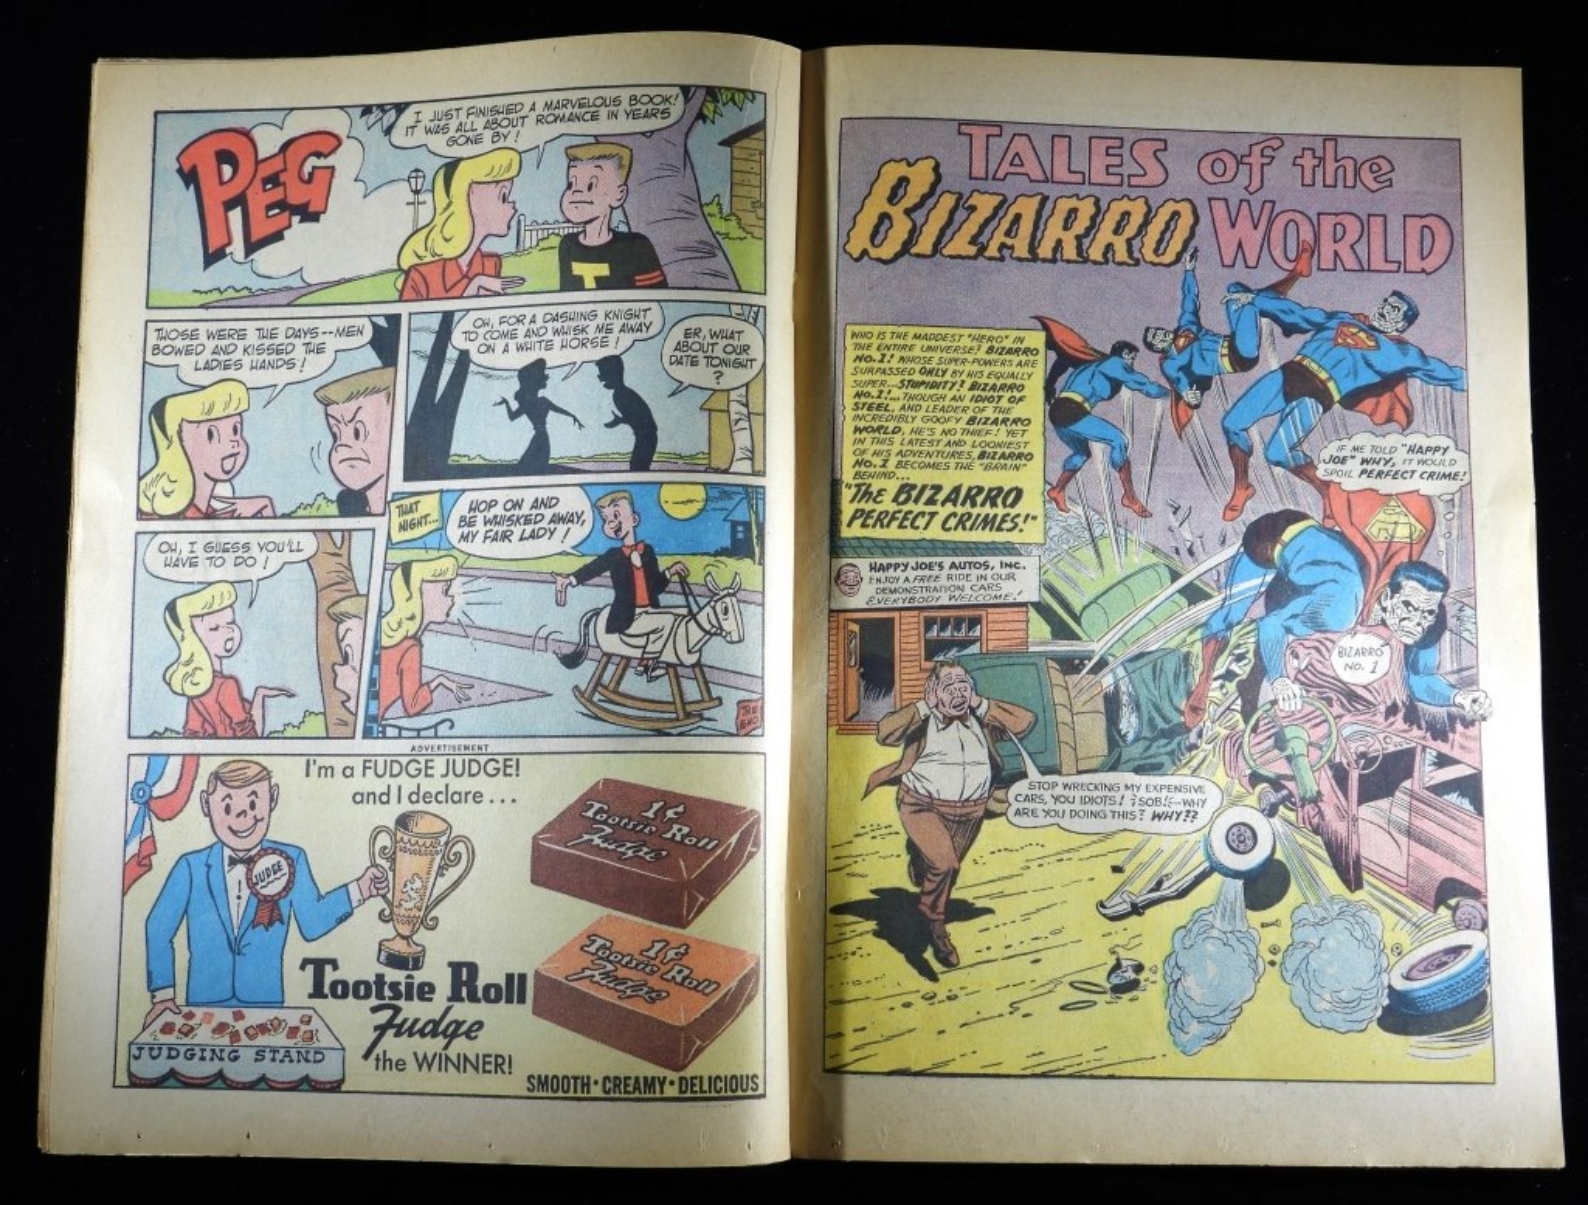 PEG
I JUST FINISHED A MARVELOUS BOOK!
IT WAS ALL ABOUT ROMANCE IN YEARS
GONE BY!
T
THOSE WERE THE DAYS--MEN
BOWED AND KISSED THE
LADIES HANDS!
OH, FOR A DASHING KNIGHT
TO COME AND WHISK ME AWAY
ON A WHITE HORSE!
ER, WHAT
ABOUT OUR
DATE TONIGHT
?
OH, I GUESS YOU'LL
HAVE TO DO!
THAT
NIGHT...
HOP ON AND
BE WHISKED AWAY,
MY FAIR LADY!
THE
END
ADVERTISEMENT
I'm a FUDGE JUDGE!
and I declare...
JUDGE
1¢
Tootsie Roll
Fudge
1¢
Tootsie Roll
Fudge
Tootsie Roll
Fudge
the WINNER!
JUDGING STAND
SMOOTH • CREAMY • DELICIOUS
TALES of the
BIZARRO WORLD
WHO IS THE MADDEST "HERO" IN
THE ENTIRE UNIVERSE? BIZARRO
NO. 1! WHOSE SUPER-POWERS ARE
SURPASSED ONLY BY HIS EQUALLY
SUPER...STUPIDITY! BIZARRO
NO. 1!...THOUGH AN IDIOT OF
STEEL, AND LEADER OF THE
INCREDIBLY GOOFY BIZARRO
WORLD, HE'S NO THIEF! YET
IN THIS LATEST AND LOONIEST
OF HIS ADVENTURES, BIZARRO
NO. 1 BECOMES THE "BRAIN"
BEHIND...
"The BIZARRO
PERFECT CRIMES!"
IF ME TOLD "HAPPY
JOE" WHY, IT WOULD
SPOIL PERFECT CRIME!
HAPPY JOE'S AUTOS, INC.
ENJOY A FREE RIDE IN OUR
DEMONSTRATION CARS
EVERYBODY WELCOME!
BIZARRO
NO. 1
STOP WRECKING MY EXPENSIVE
CARS, YOU IDIOTS! SOB!--WHY
ARE YOU DOING THIS? WHY??